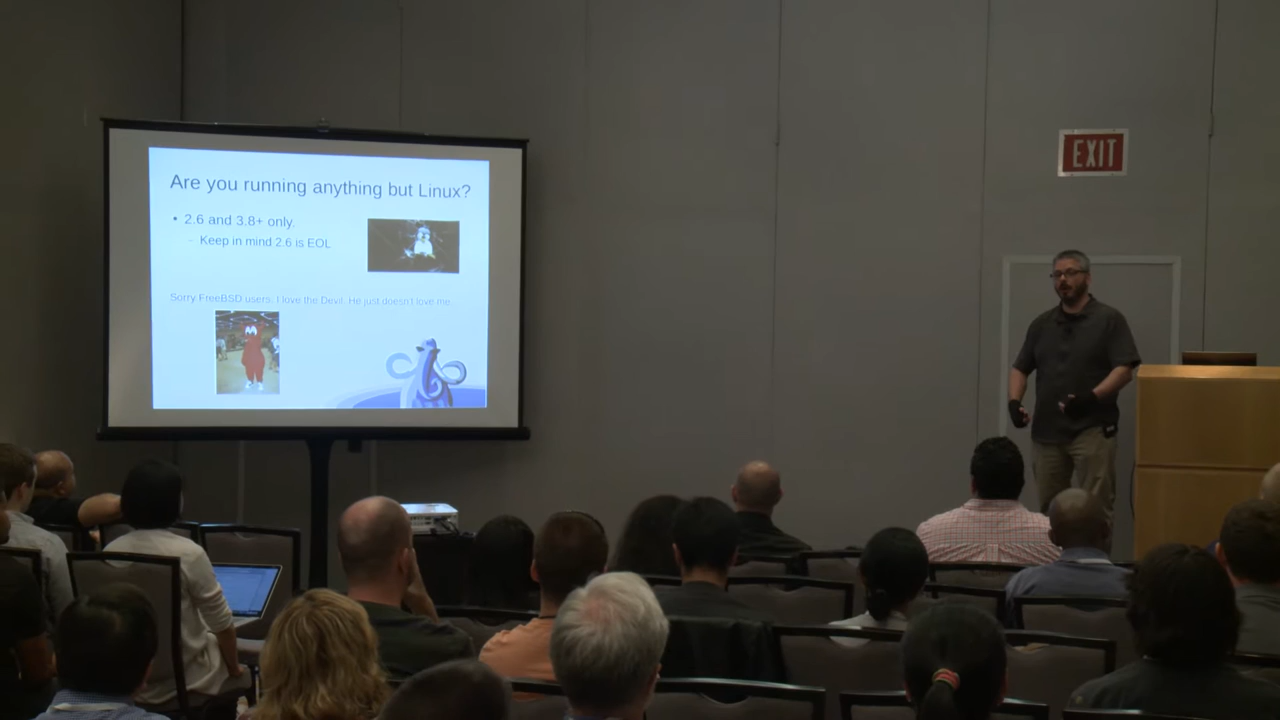 Are you running anything but Linux?
• 2.6 and 3.8+ only.
– Keep in mind 2.6 is EOL
Sorry FreeBSD users. I love the Devil. He just doesn't love me.
EXIT